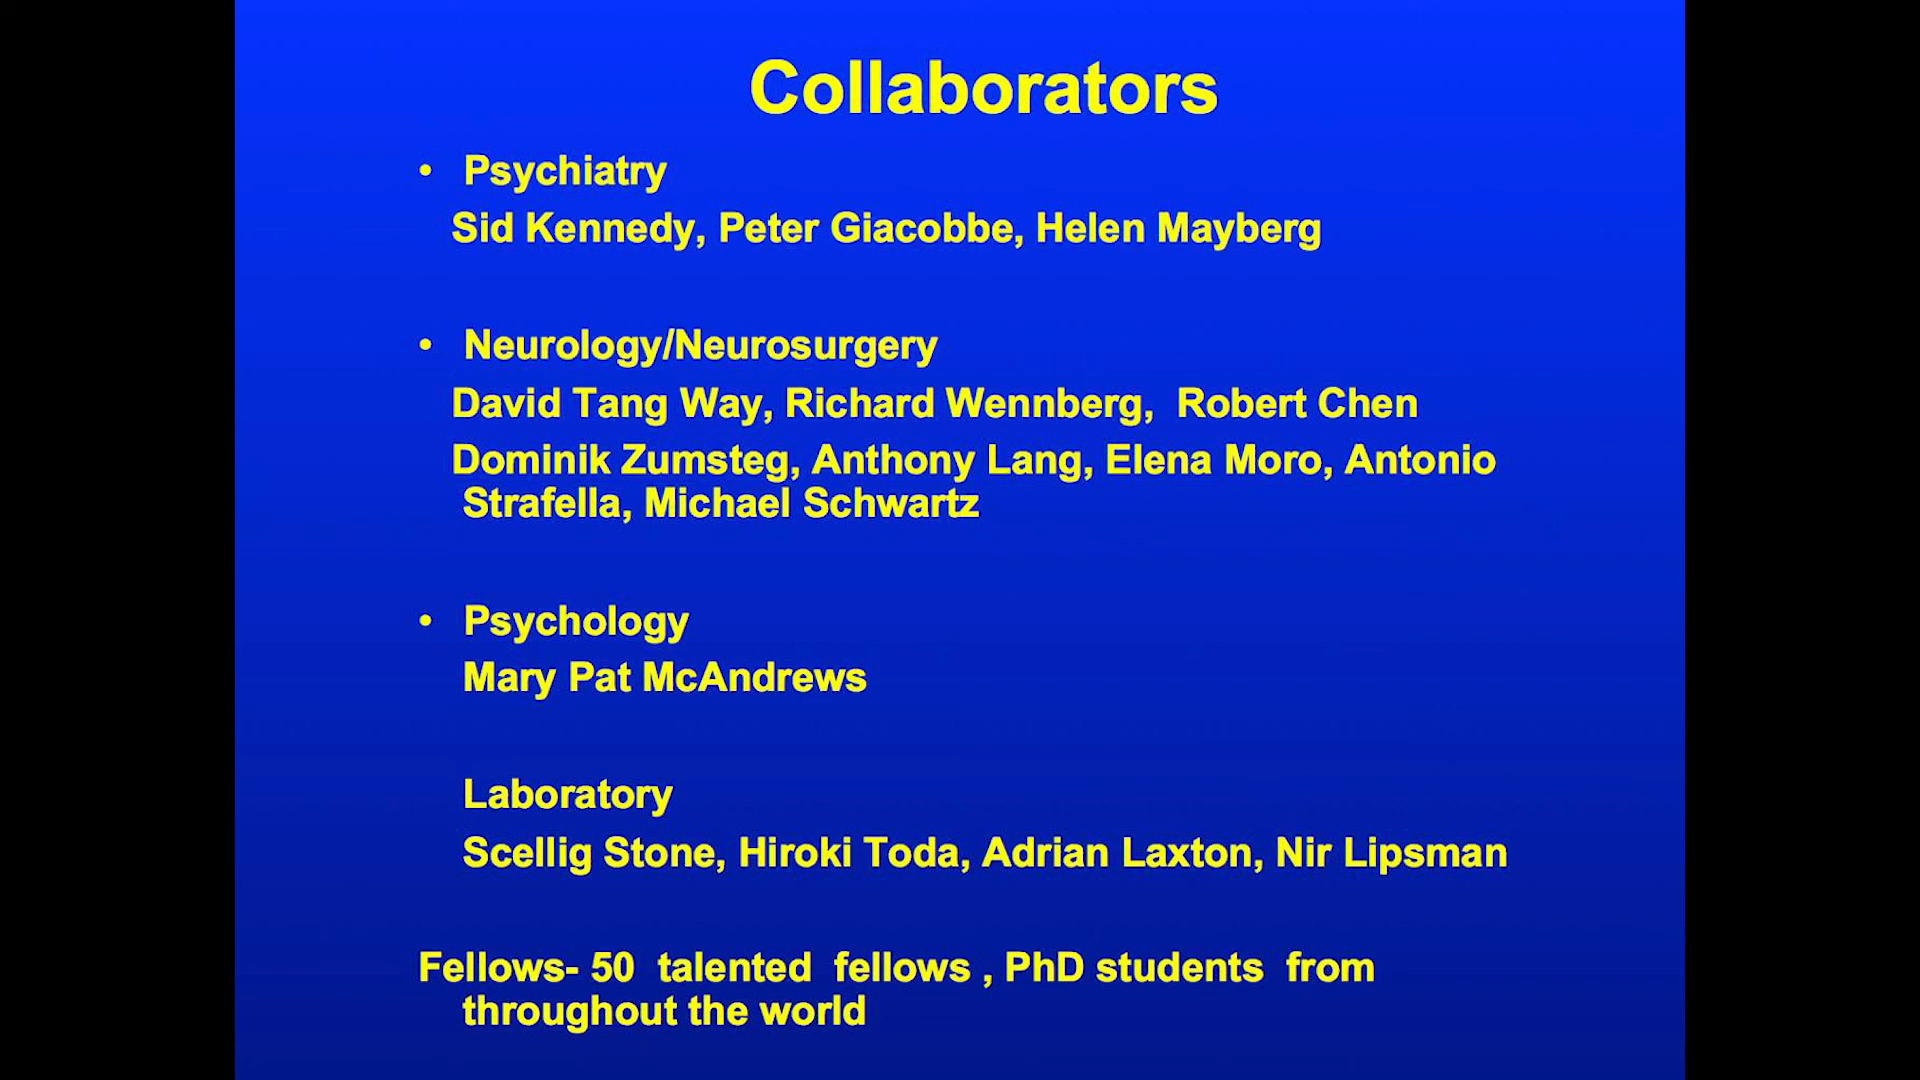 Collaborators
• Psychiatry
Sid Kennedy, Peter Giacobbe, Helen Mayberg
• Neurology/Neurosurgery
David Tang Way, Richard Wennberg,  Robert Chen
Dominik Zumsteg, Anthony Lang, Elena Moro, Antonio
Strafella, Michael Schwartz
• Psychology
Mary Pat McAndrews
Laboratory
Scellig Stone, Hiroki Toda, Adrian Laxton, Nir Lipsman
Fellows- 50  talented  fellows , PhD students  from
throughout the world